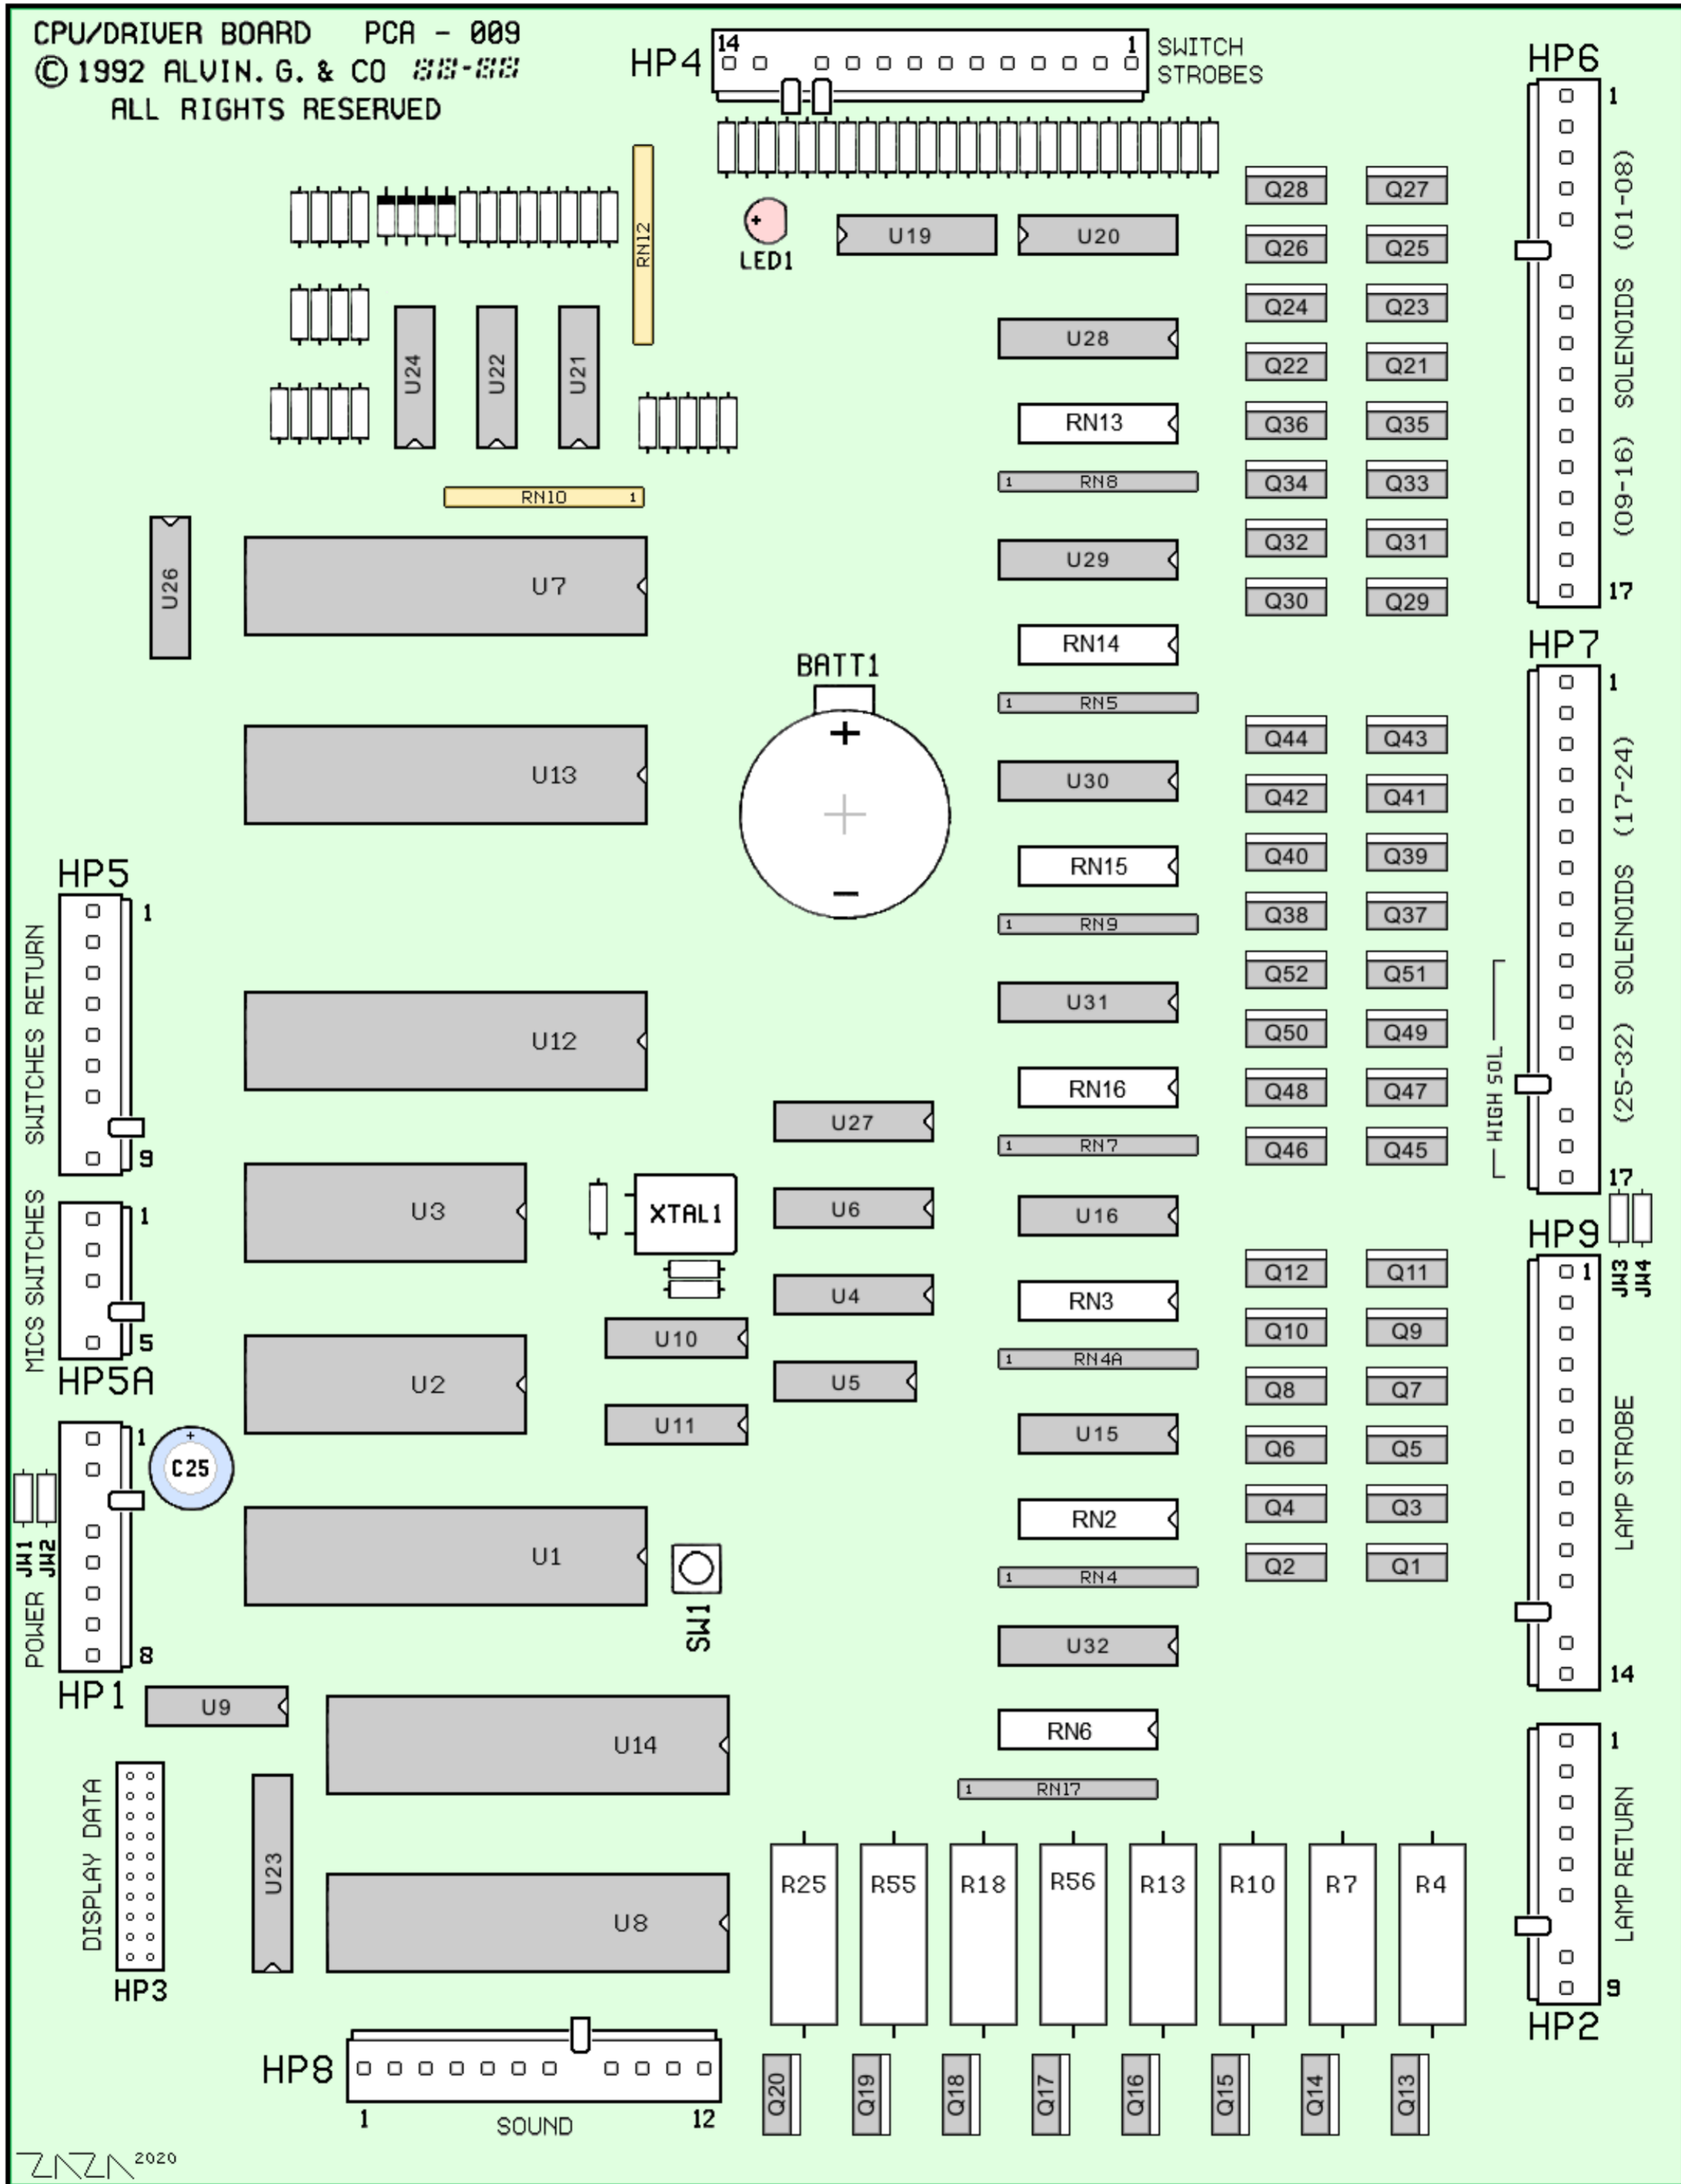 CPU/DRIVER BOARD PCA - 009
© 1992 ALVIN. G. & CO 88-88
ALL RIGHTS RESERVED
HP4
14
1
SWITCH
STROBES
HP6
1
Q28
Q27
RN12
LED1
U19
U20
Q26
Q25
SOLENOIDS (01-08)
Q24
Q23
U28
U24
U22
U21
Q22
Q21
RN13
Q36
Q35
1 RN8
Q34
Q33
RN10 1
(09-16)
U26
U7
U29
Q32
Q31
Q30
Q29
17
RN14
HP7
BATT1
+
−
1 RN5
1
Q44
Q43
U13
U30
Q42
Q41
SOLENOIDS (17-24)
RN15
Q40
Q39
HP5
1
1 RN9
Q38
Q37
SWITCHES RETURN
Q52
Q51
U31
U12
Q50
Q49
HIGH SOL
(25-32)
RN16
Q48
Q47
U27
1 RN7
Q46
Q45
9
17
MICS SWITCHES
1
U3
XTAL1
U6
U16
HP9
JW3
JW4
1
Q12
Q11
U4
RN3
5
HP5A
U10
Q10
Q9
1 RN4A
U2
U5
Q8
Q7
U11
U15
Q6
Q5
LAMP STROBE
1
+
C25
JW1
JW2
POWER
RN2
Q4
Q3
U1
SW1
1 RN4
Q2
Q1
8
HP1
U32
14
U9
U14
RN6
1
1 RN17
DISPLAY DATA
HP3
U23
U8
R25
R55
R18
R56
R13
R10
R7
R4
LAMP RETURN
9
HP2
HP8
1
12
SOUND
Q20
Q19
Q18
Q17
Q16
Q15
Q14
Q13
ZAZA 2020